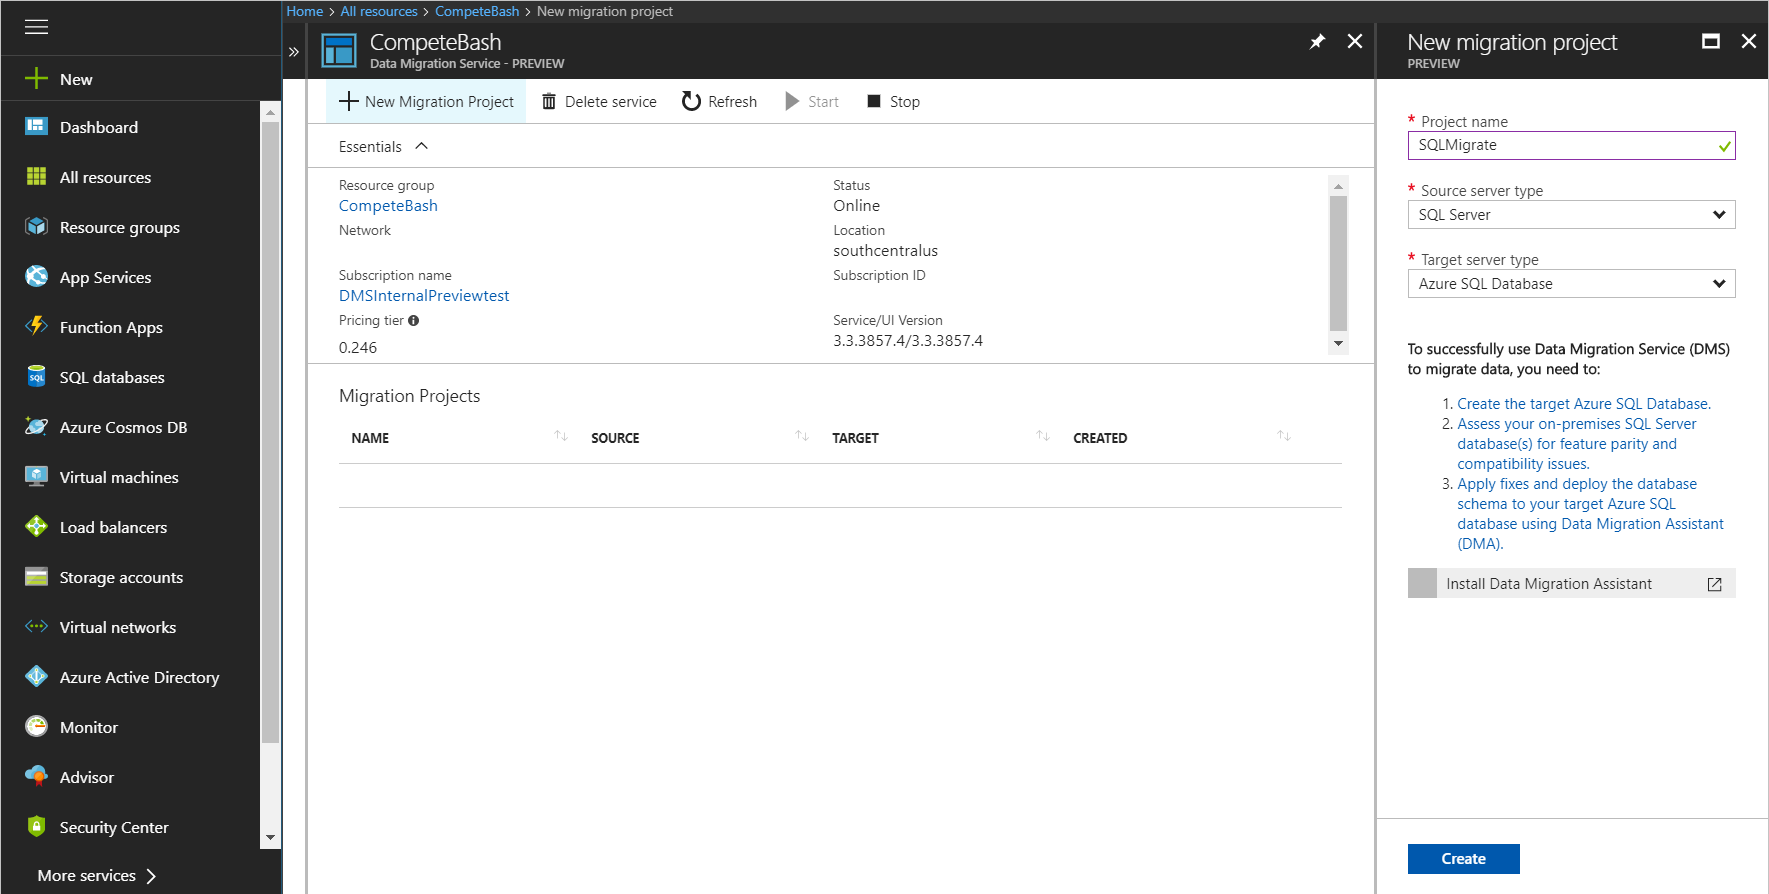 Home > All resources > CompeteBash > New migration project
New
Dashboard
All resources
Resource groups
App Services
Function Apps
SQL databases
SQL
Azure Cosmos DB
Virtual machines
Load balancers
Storage accounts
Virtual networks
Azure Active Directory
Monitor
Advisor
Security Center
More services
CompeteBash
Data Migration Service - PREVIEW
New Migration Project
Delete service
Refresh
Start
Stop
Essentials
Resource group
CompeteBash
Network
Subscription name
DMSInternalPreviewtest
Pricing tier
0.246
Status
Online
Location
southcentralus
Subscription ID
Service/UI Version
3.3.3857.4/3.3.3857.4
Migration Projects
NAME SOURCE TARGET CREATED
New migration project
PREVIEW
* Project name
SQLMigrate
* Source server type
SQL Server
* Target server type
Azure SQL Database
To successfully use Data Migration Service (DMS)
to migrate data, you need to:
1. Create the target Azure SQL Database.
2. Assess your on-premises SQL Server
database(s) for feature parity and
compatibility issues.
3. Apply fixes and deploy the database
schema to your target Azure SQL
database using Data Migration Assistant
(DMA).
Install Data Migration Assistant
Create